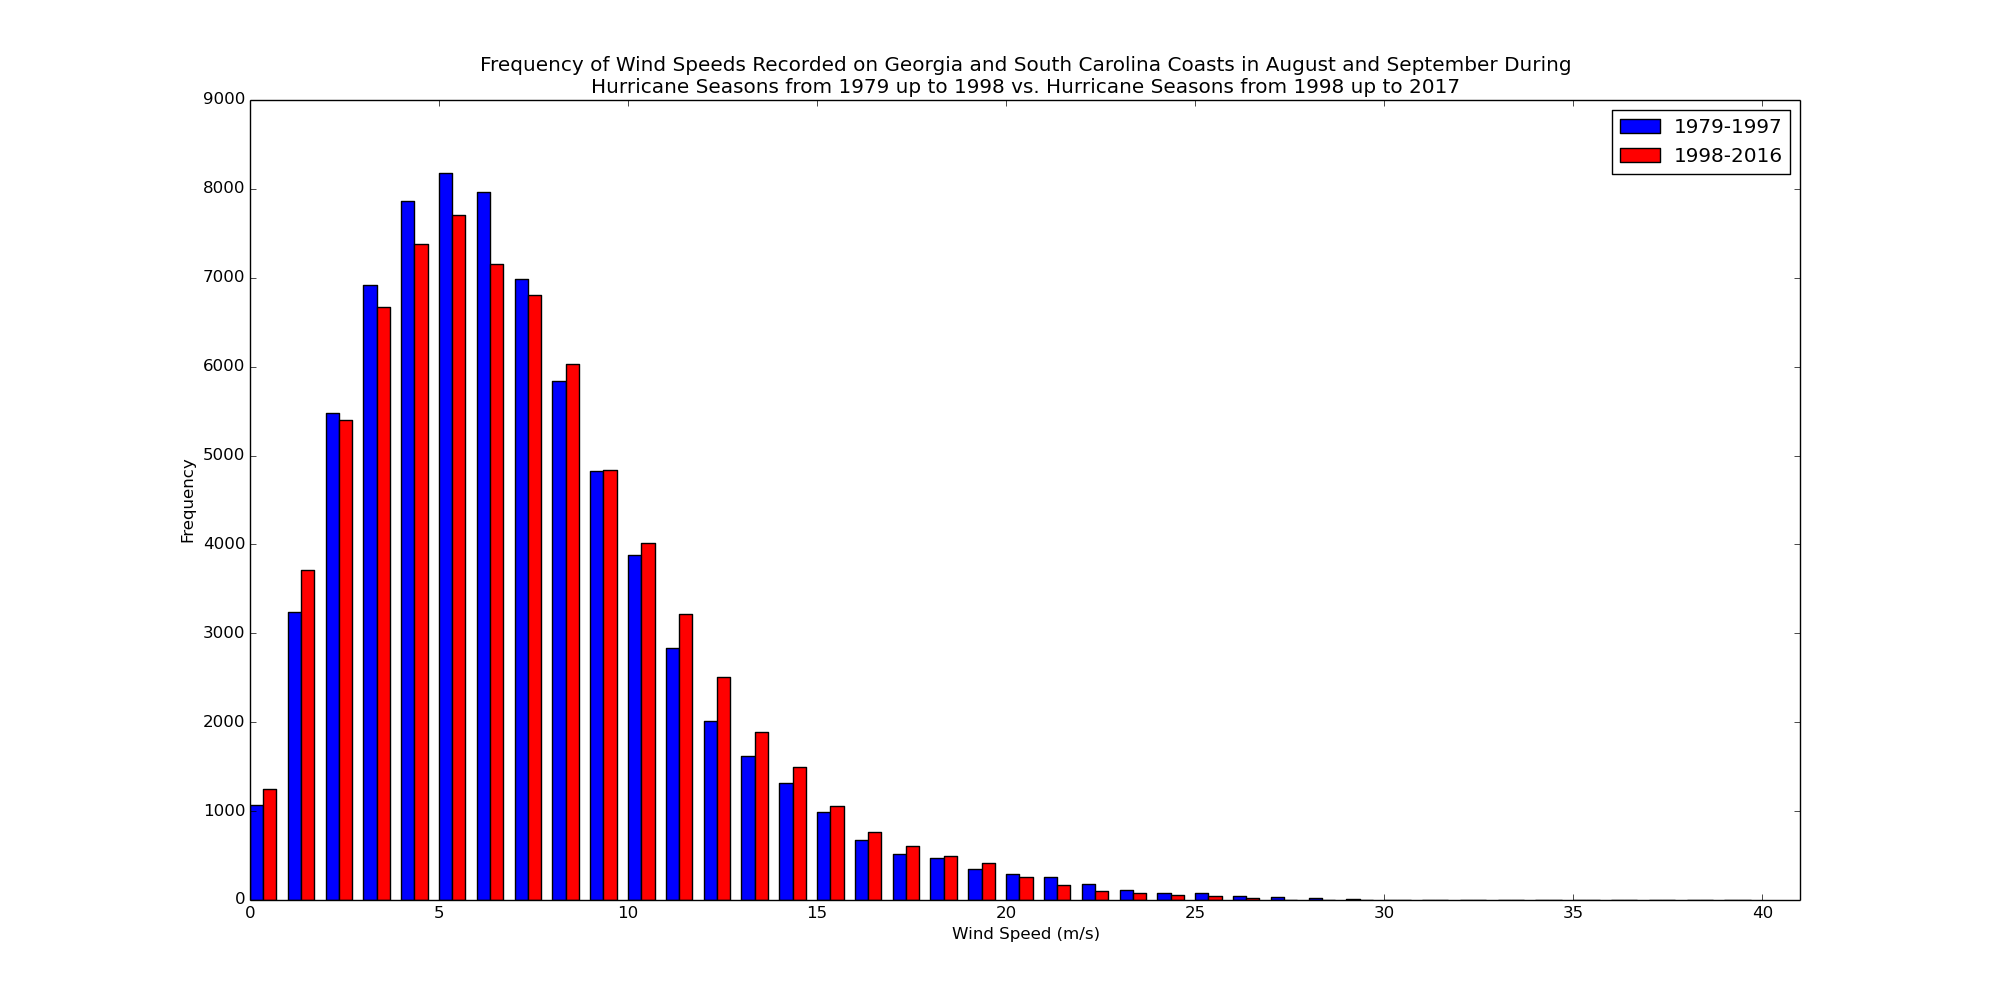 Frequency of Wind Speeds Recorded on Georgia and South Carolina Coasts in August and September During
Hurricane Seasons from 1979 up to 1998 vs. Hurricane Seasons from 1998 up to 2017
1979-1997
1998-2016
9000
8000
7000
6000
5000
4000
3000
2000
1000
0
Frequency
0 5 10 15 20 25 30 35 40
Wind Speed (m/s)